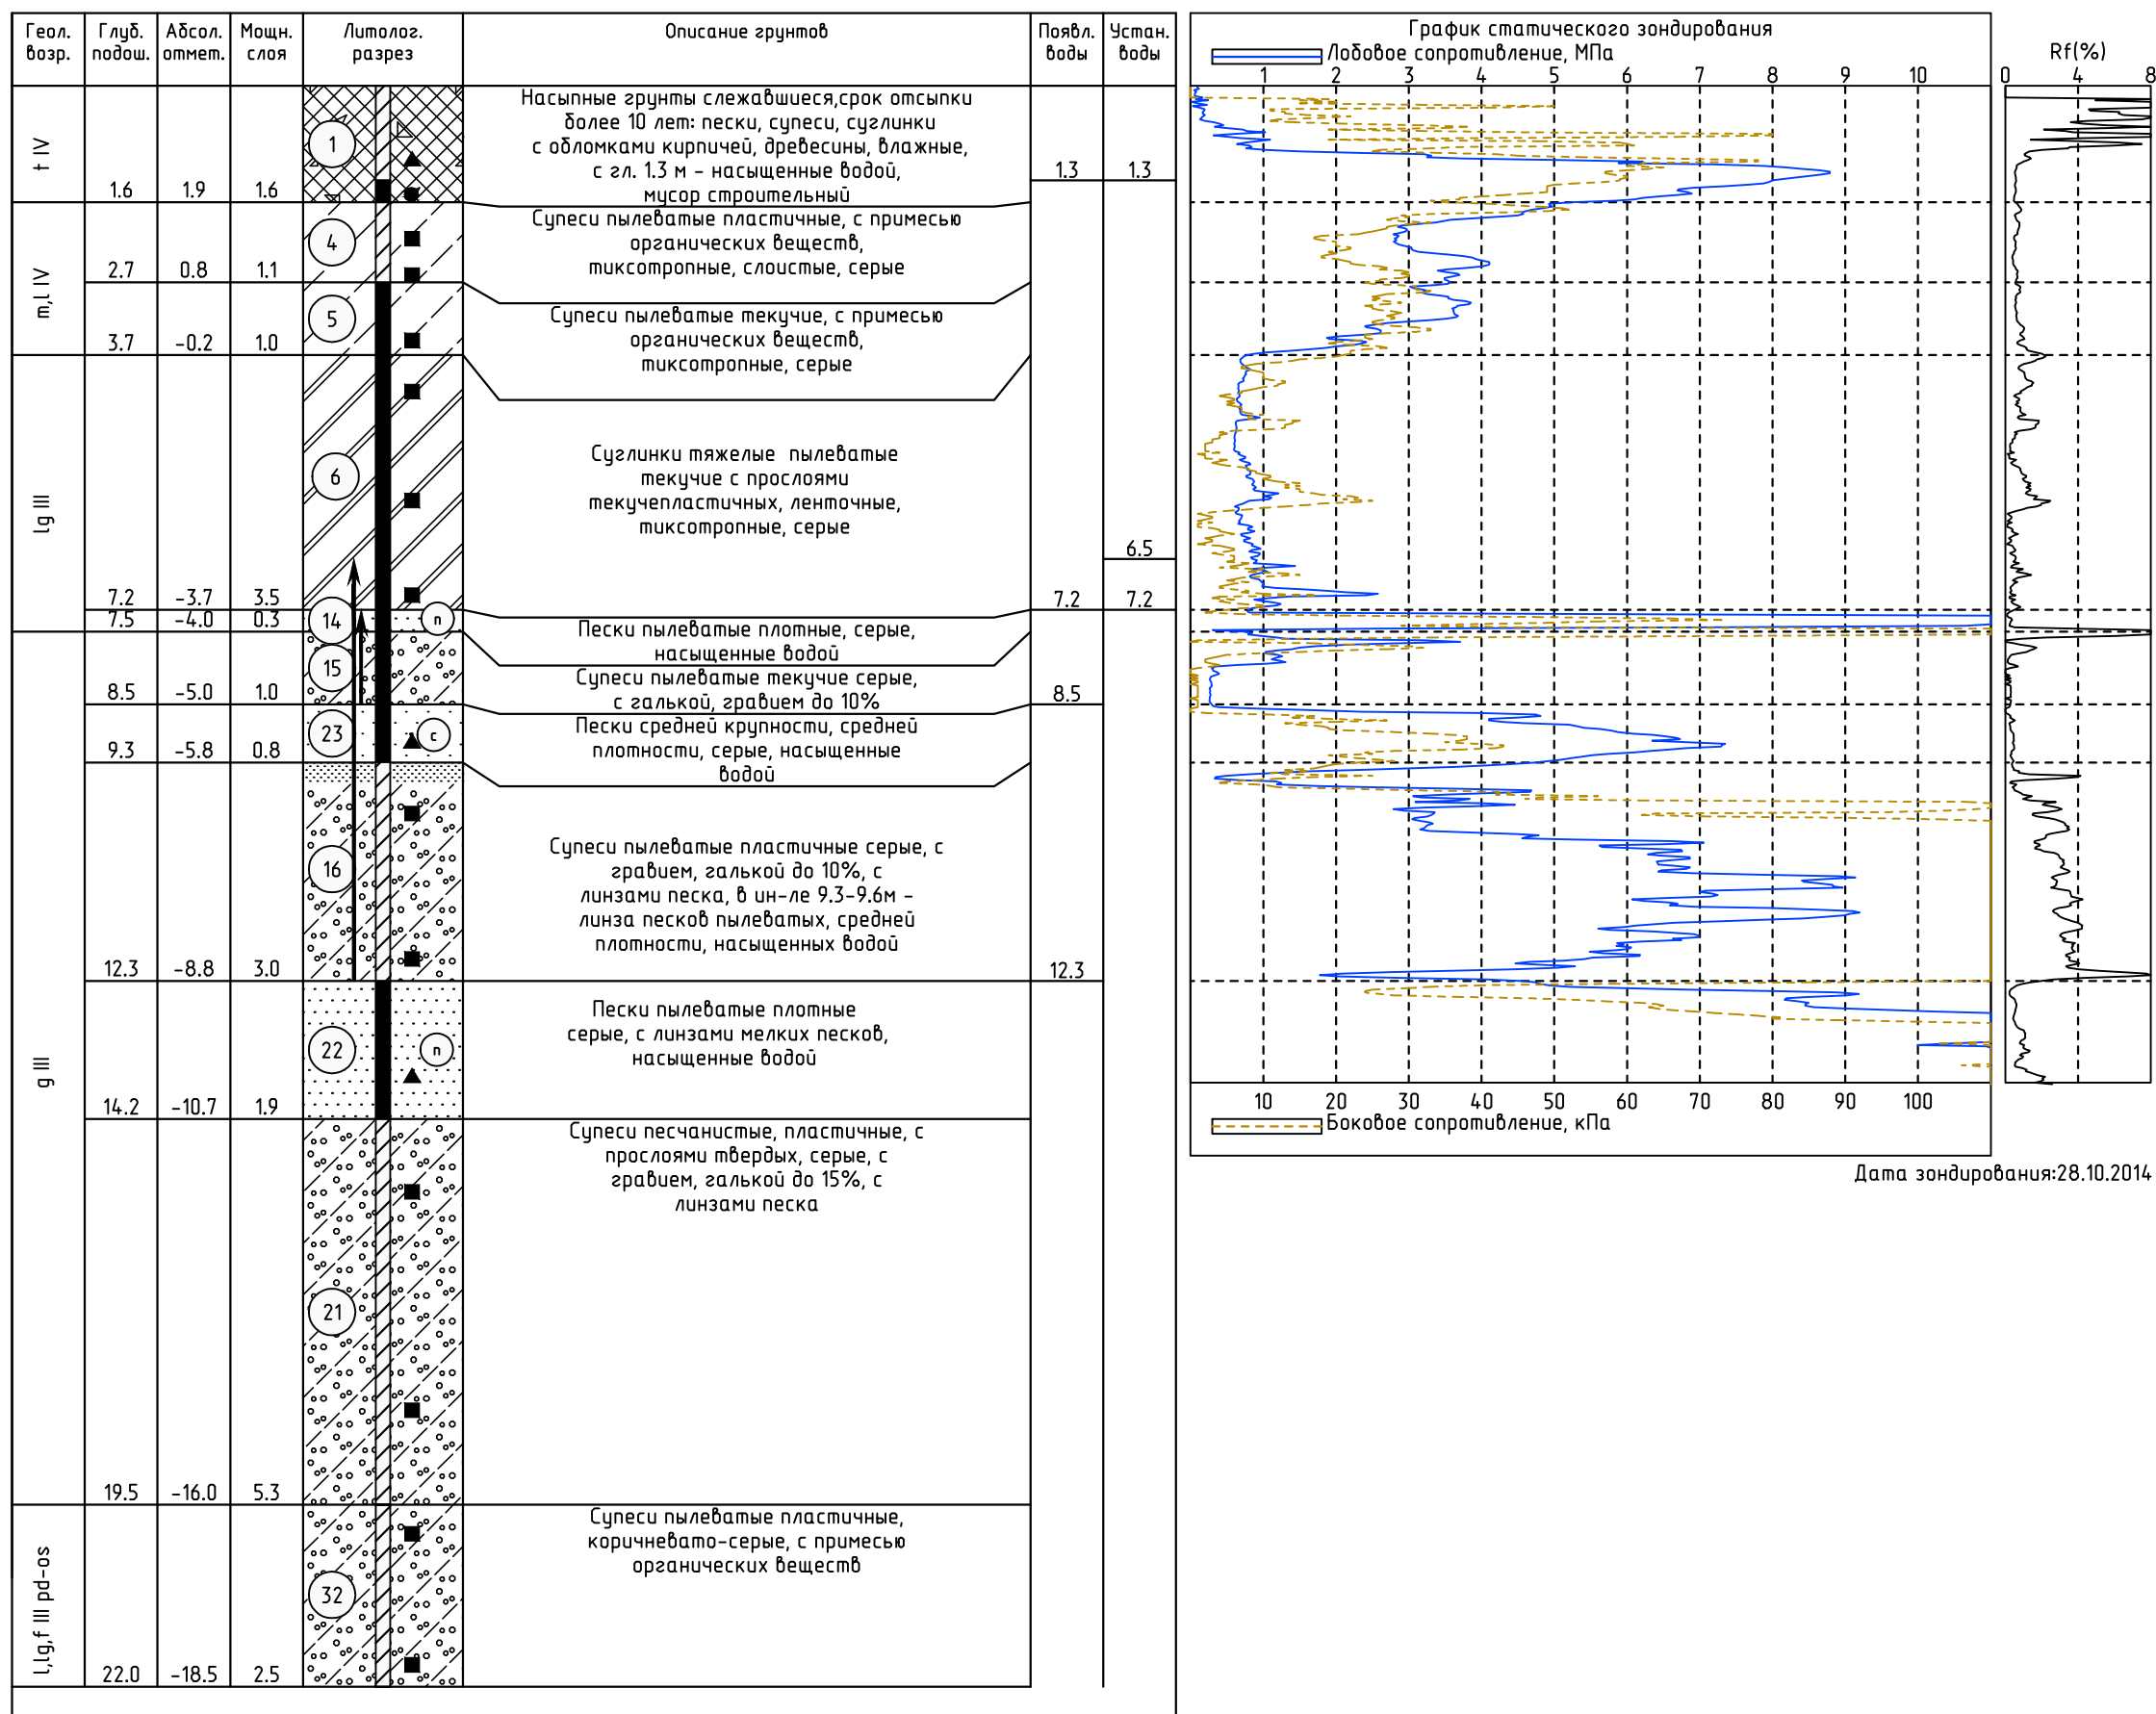 Геол. возр.
Глуб. подош.
Абсол. отмет.
Мощн. слоя
Литолог. разрез
Описание грунтов
Появл. воды
Устан. воды
t IV
1.6 1.9 1.6
1
Насыпные грунты слежавшиеся,срок отсыпки
более 10 лет: пески, супеси, суглинки
с обломками кирпичей, древесины, влажные,
с гл. 1.3 м - насыщенные водой,
мусор строительный
1.3 1.3
m,l IV
2.7 0.8 1.1
4
Супеси пылеватые пластичные, с примесью
органических веществ,
тиксотропные, слоистые, серые
3.7 -0.2 1.0
5
Супеси пылеватые текучие, с примесью
органических веществ,
тиксотропные, серые
lg III
7.2 -3.7 3.5
6
Суглинки тяжелые пылеватые
текучие с прослоями
текучепластичных, ленточные,
тиксотропные, серые
6.5
7.2 7.2
7.5 -4.0 0.3
14
п
Пески пылеватые плотные, серые,
насыщенные водой
g III
8.5 -5.0 1.0
15
Супеси пылеватые текучие серые,
с галькой, гравием до 10%
8.5
9.3 -5.8 0.8
23
с
Пески средней крупности, средней
плотности, серые, насыщенные
водой
12.3 -8.8 3.0
16
Супеси пылеватые пластичные серые, с
гравием, галькой до 10%, с
линзами песка, в ин-ле 9.3-9.6м -
линза песков пылеватых, средней
плотности, насыщенных водой
12.3
14.2 -10.7 1.9
22
п
Пески пылеватые плотные
серые, с линзами мелких песков,
насыщенные водой
19.5 -16.0 5.3
21
Супеси песчанистые, пластичные, с
прослоями твердых, серые, с
гравием, галькой до 15%, с
линзами песка
l,lg,f III pd-os
22.0 -18.5 2.5
32
Супеси пылеватые пластичные,
коричневато-серые, с примесью
органических веществ
График статического зондирования
Лобовое сопротивление, МПа
1 2 3 4 5 6 7 8 9 10
Rf(%)
0 4 8
10 20 30 40 50 60 70 80 90 100
Боковое сопротивление, кПа
Дата зондирования:28.10.2014